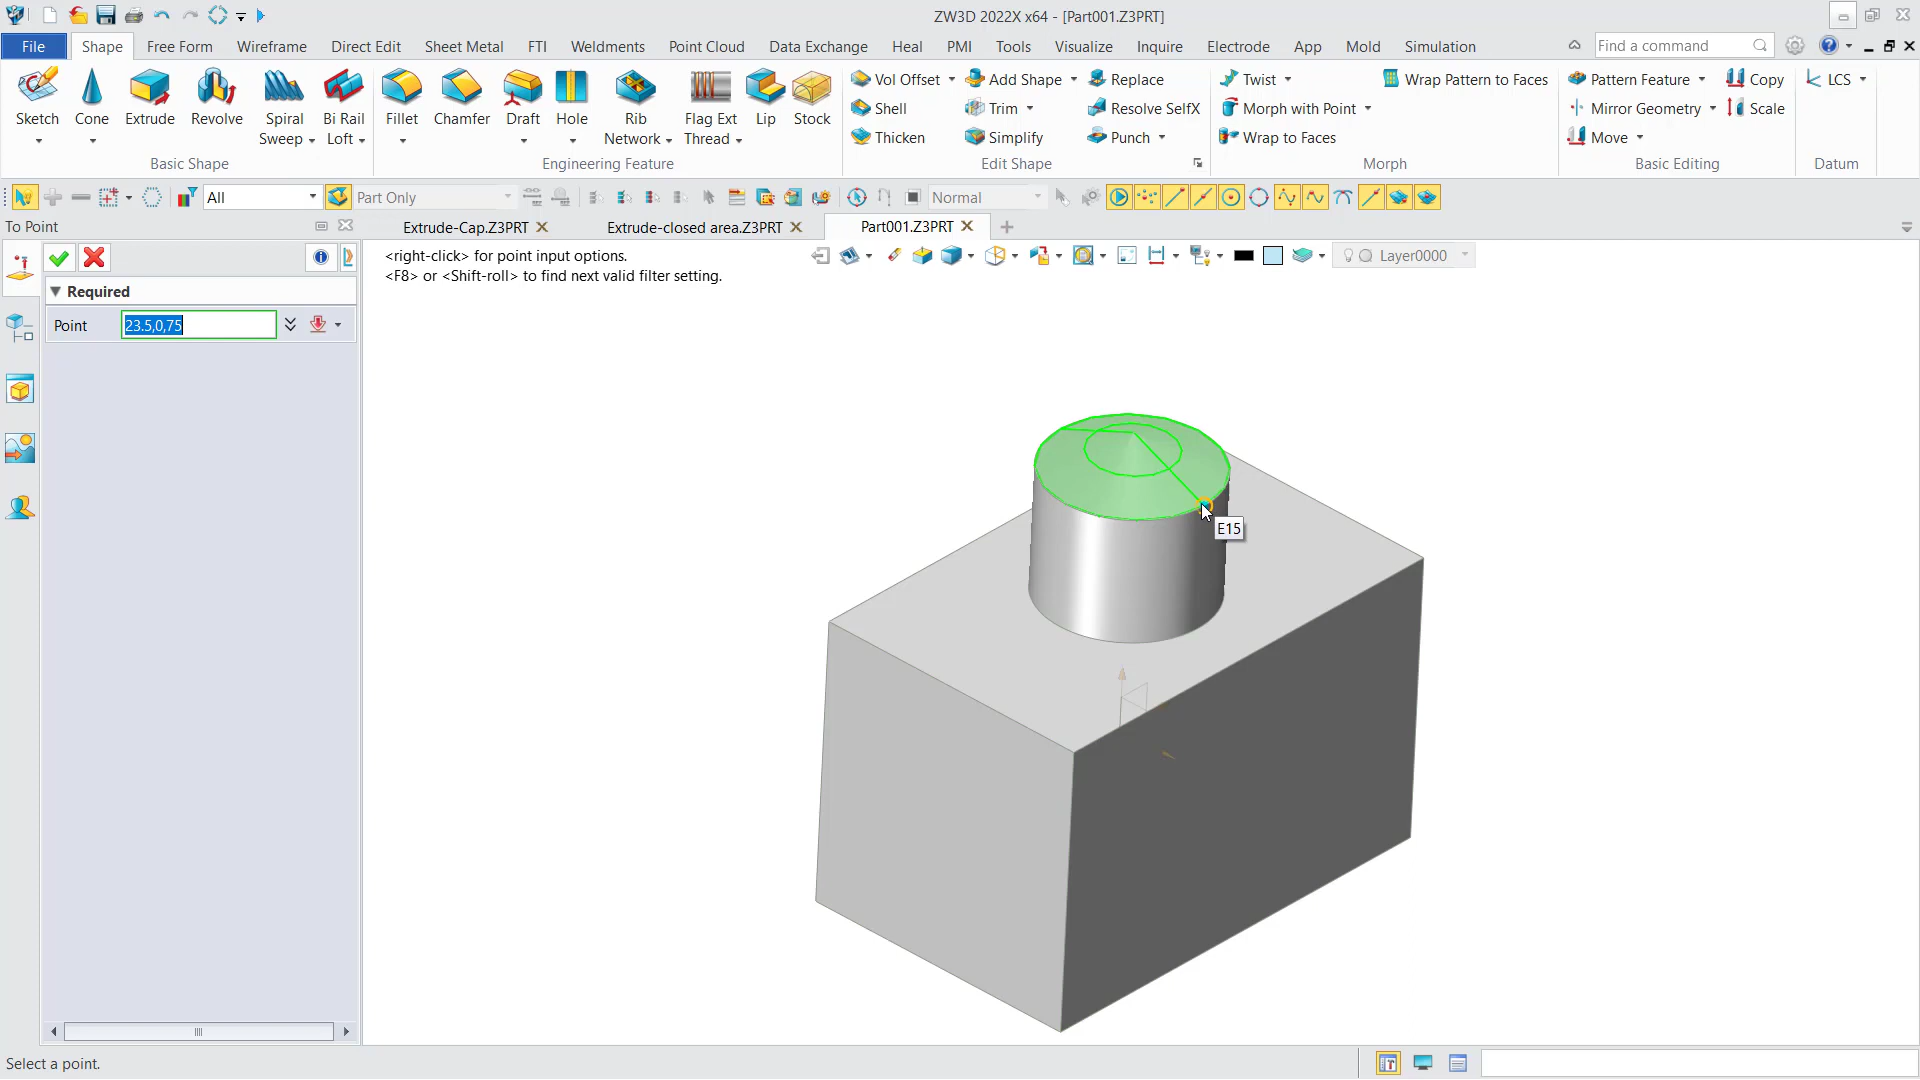 ZW3D 2022X x64 - [Part001.Z3PRT]
File
Shape
Free Form
Wireframe
Direct Edit
Sheet Metal
FTI
Weldments
Point Cloud
Data Exchange
Heal
PMI
Tools
Visualize
Inquire
Electrode
App
Mold
Simulation
Find a command
Sketch
Cone
Extrude
Revolve
Spiral
Sweep
Bi Rail
Loft
Basic Shape
Fillet
Chamfer
Draft
Hole
Rib
Network
Flag Ext
Thread
Lip
Stock
Engineering Feature
Vol Offset
Add Shape
Replace
Shell
Trim
Resolve SelfX
Thicken
Simplify
Punch
Edit Shape
Twist
Wrap Pattern to Faces
Morph with Point
Wrap to Faces
Morph
Pattern Feature
Copy
Mirror Geometry
Scale
Move
Basic Editing
LCS
Datum
All
Part Only
Normal
To Point
Extrude-Cap.Z3PRT
Extrude-closed area.Z3PRT
Part001.Z3PRT
<right-click> for point input options.
<F8> or <Shift-roll> to find next valid filter setting.
Layer0000
Required
Point
23.5,0,75
E15
Select a point.